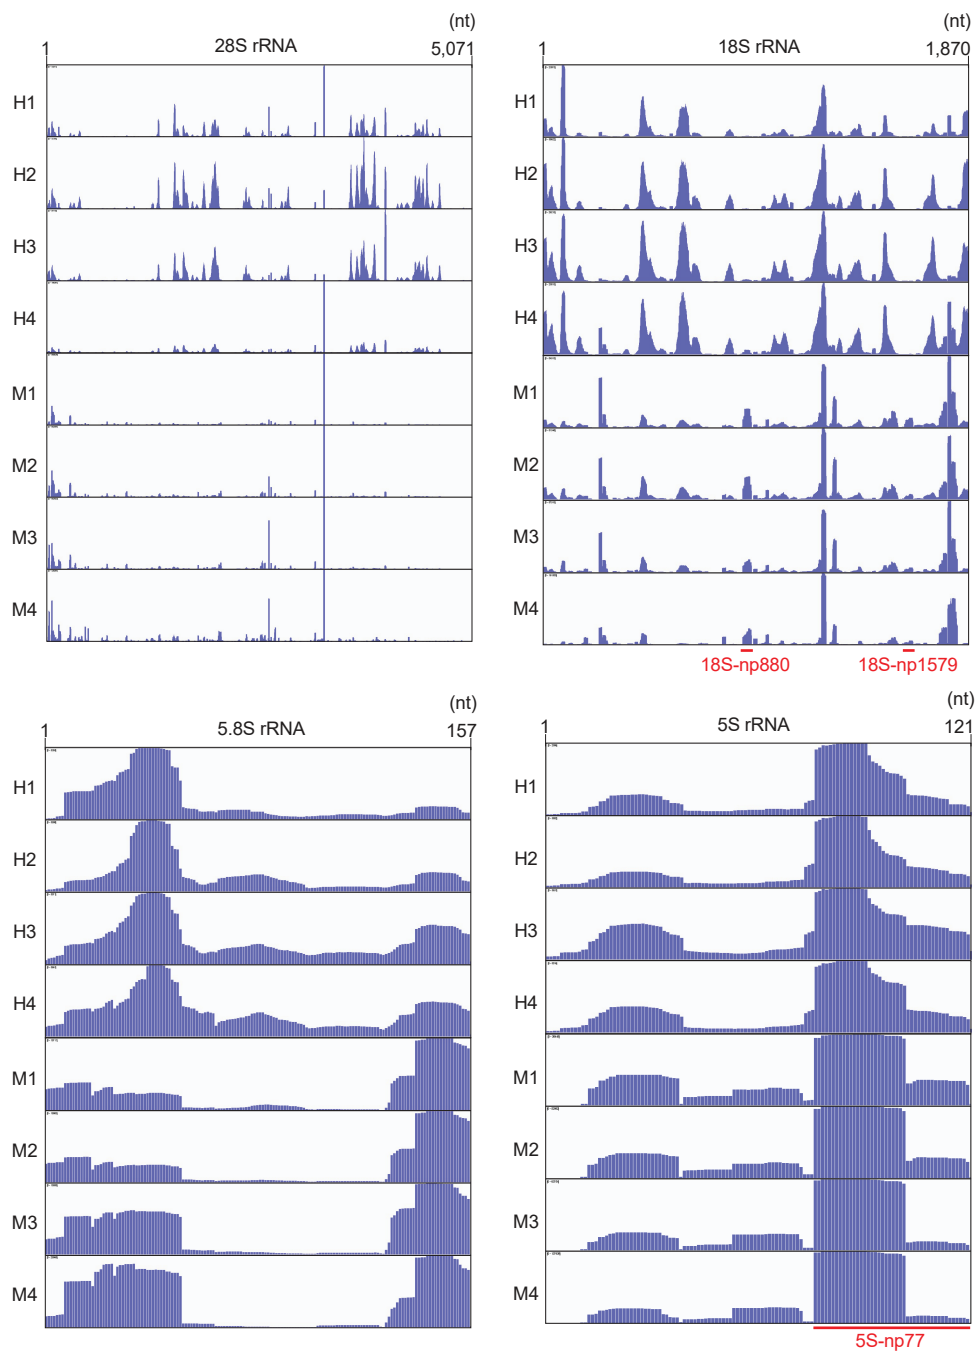 (nt)
1 28S rRNA 5,071
H1
H2
H3
H4
M1
M2
M3
M4
(nt)
1 18S rRNA 1,870
H1
H2
H3
H4
M1
M2
M3
M4
18S-np880 18S-np1579
(nt)
1 5.8S rRNA 157
H1
H2
H3
H4
M1
M2
M3
M4
(nt)
1 5S rRNA 121
H1
H2
H3
H4
M1
M2
M3
M4
5S-np77